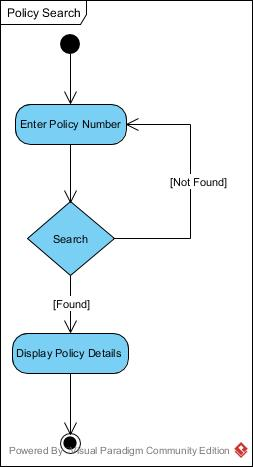 Policy Search
Enter Policy Number
[Not Found]
Search
[Found]
Display Policy Details
Powered By Visual Paradigm Community Edition